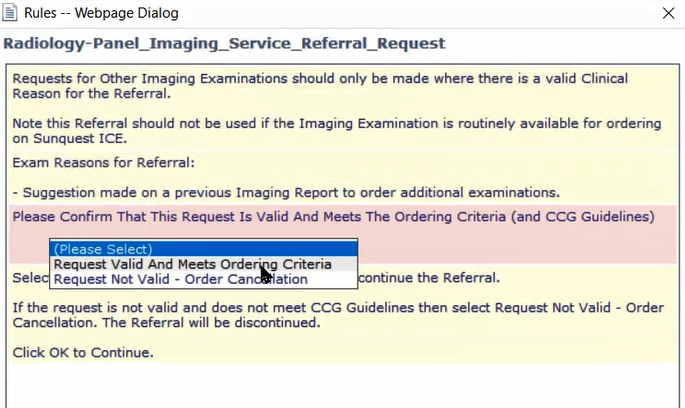 Rules -- Webpage Dialog
Radiology-Panel_Imaging_Service_Referral_Request
Requests for Other Imaging Examinations should only be made where there is a valid Clinical
Reason for the Referral.
Note this Referral should not be used if the Imaging Examination is routinely available for ordering
on Sunquest ICE.
Exam Reasons for Referral:
- Suggestion made on a previous Imaging Report to order additional examinations.
Please Confirm That This Request Is Valid And Meets The Ordering Criteria (and CCG Guidelines)
(Please Select)
Request Valid And Meets Ordering Criteria
Request Not Valid - Order Cancellation
Selec continue the Referral.
If the request is not valid and does not meet CCG Guidelines then select Request Not Valid - Order
Cancellation. The Referral will be discontinued.
Click OK to Continue.